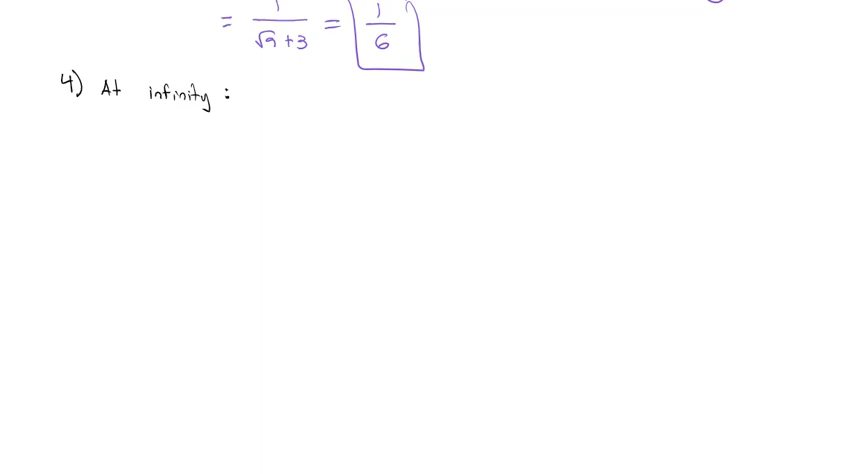 = 1 / √9 + 3 = 1 / 6
4) At infinity :